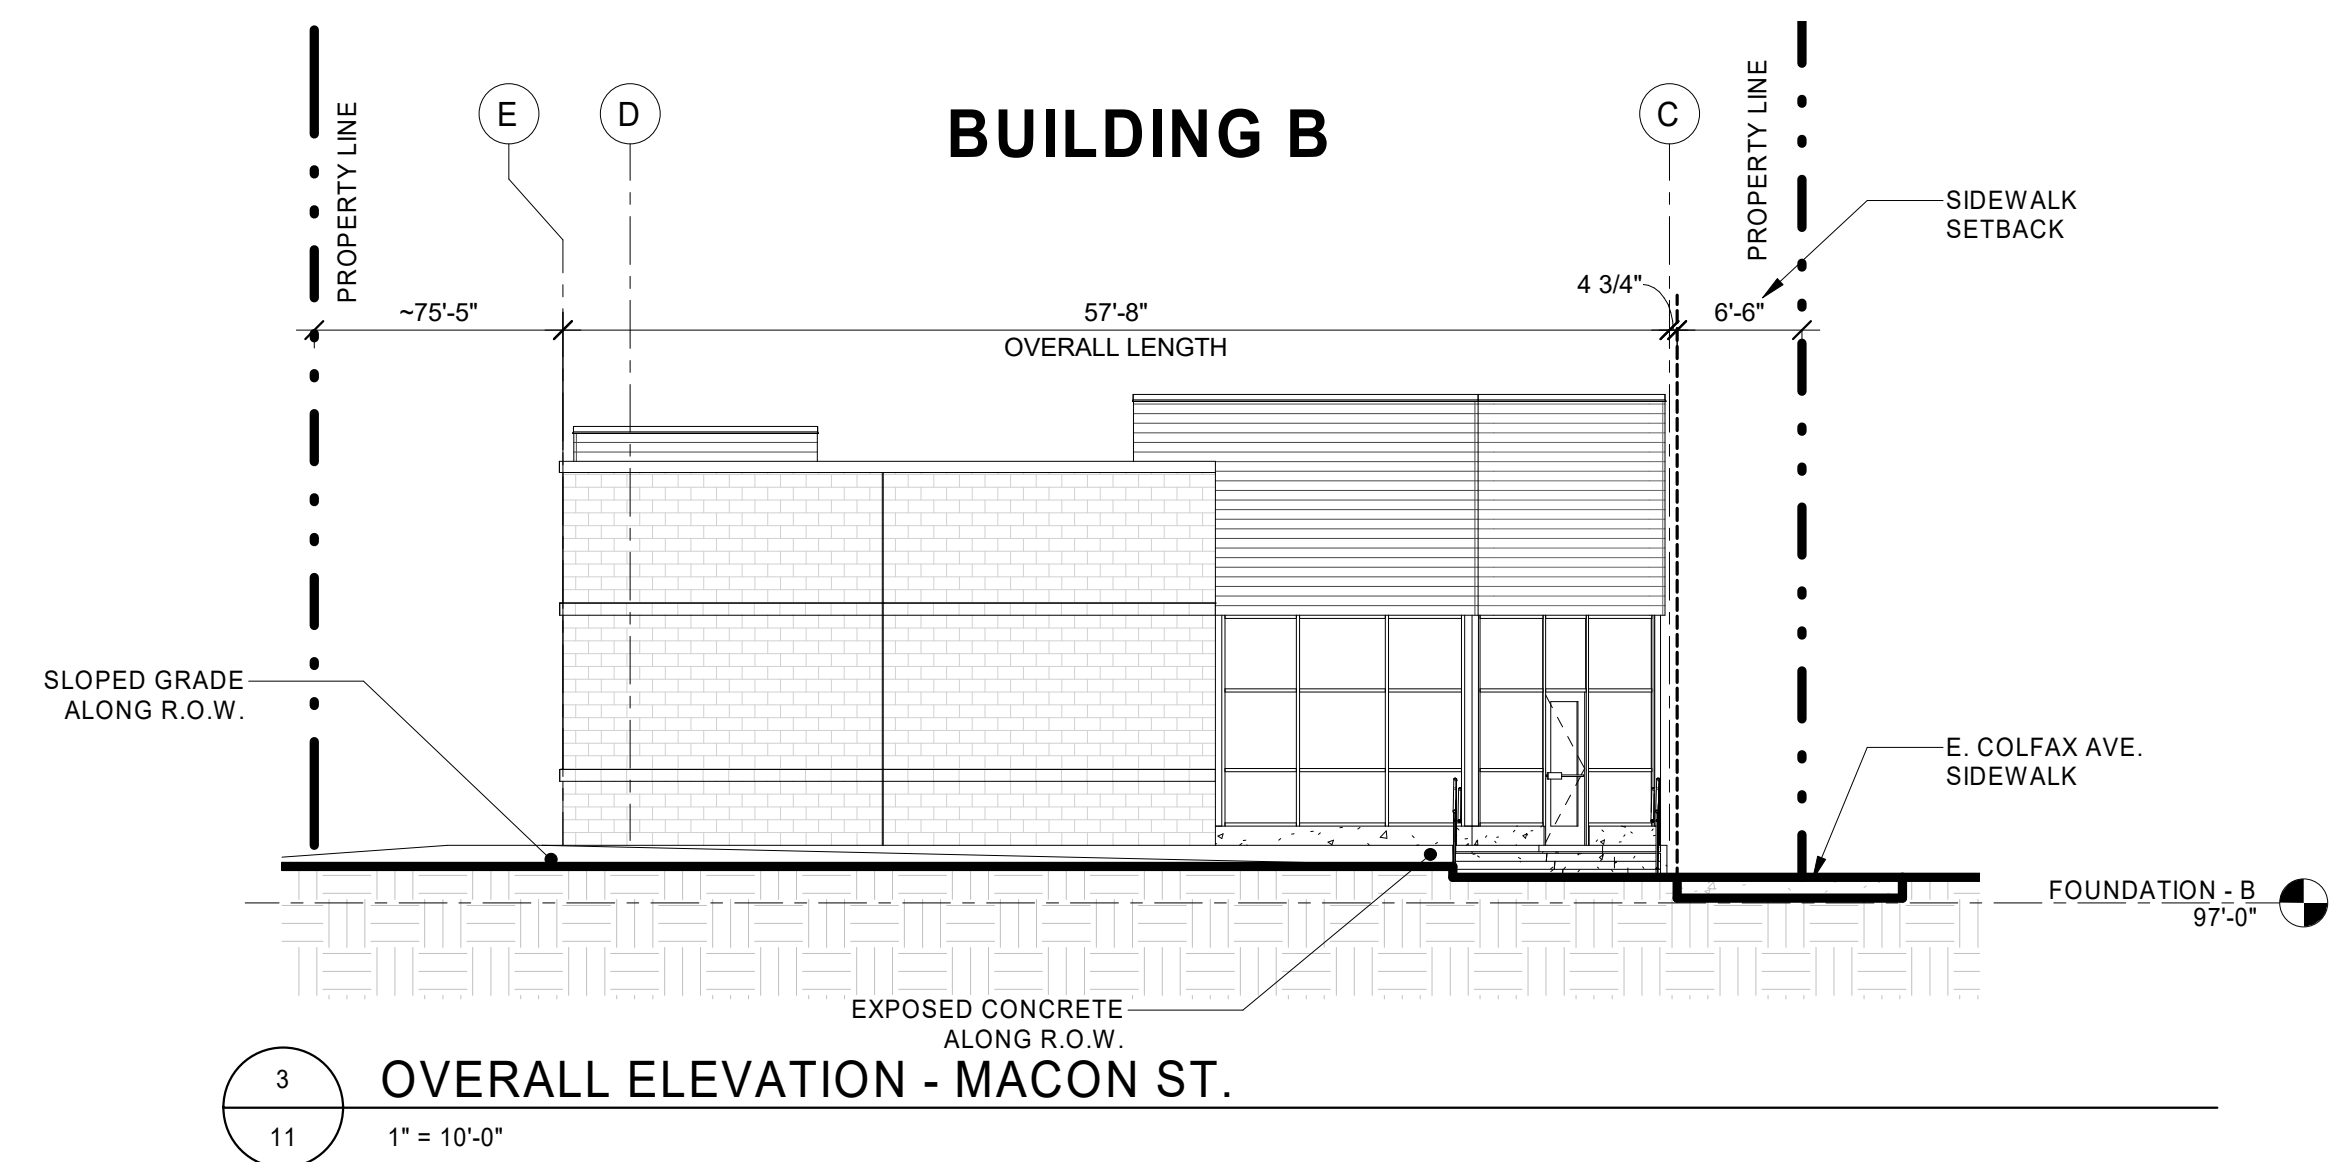 E
D
BUILDING B
C
PROPERTY LINE
PROPERTY LINE
SIDEWALK
SETBACK
~75'-5"
57'-8"
OVERALL LENGTH
4 3/4"
6'-6"
SLOPED GRADE
ALONG R.O.W.
E. COLFAX AVE.
SIDEWALK
FOUNDATION - B
97'-0"
EXPOSED CONCRETE
ALONG R.O.W.
3
OVERALL ELEVATION - MACON ST.
11
1" = 10'-0"